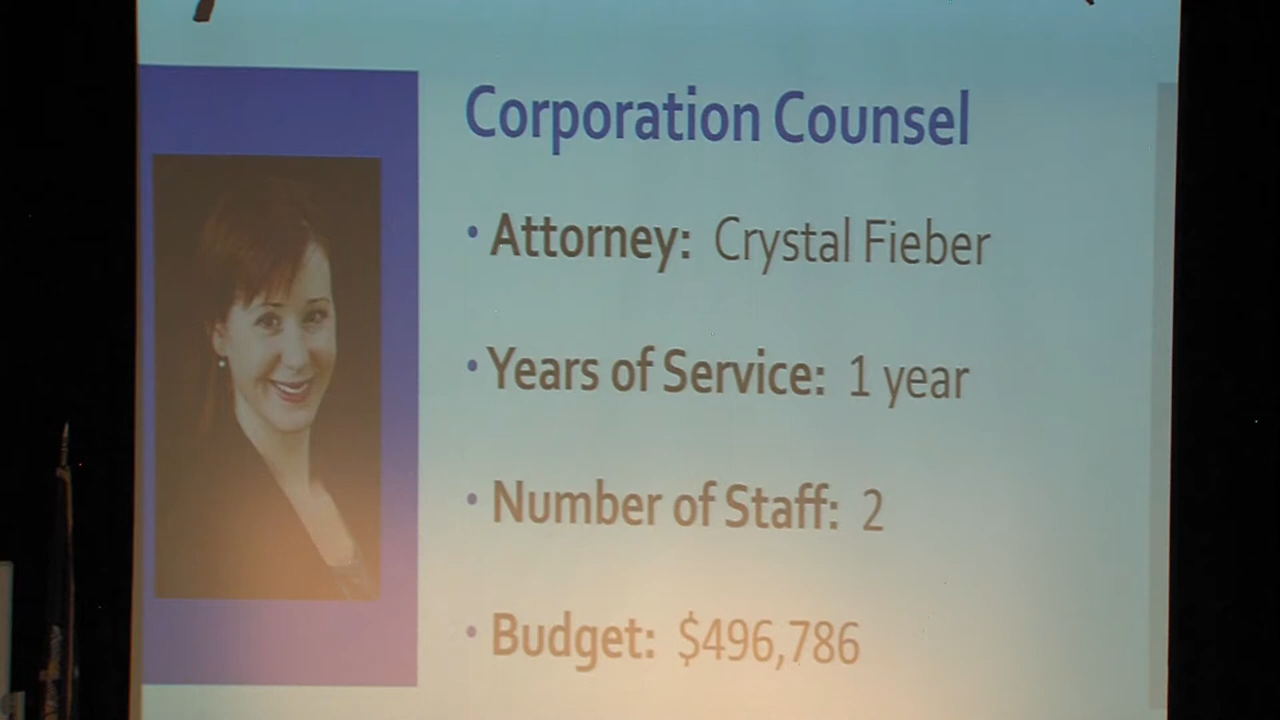 Corporation Counsel
• Attorney: Crystal Fieber
• Years of Service: 1 year
• Number of Staff: 2
• Budget: $496,786